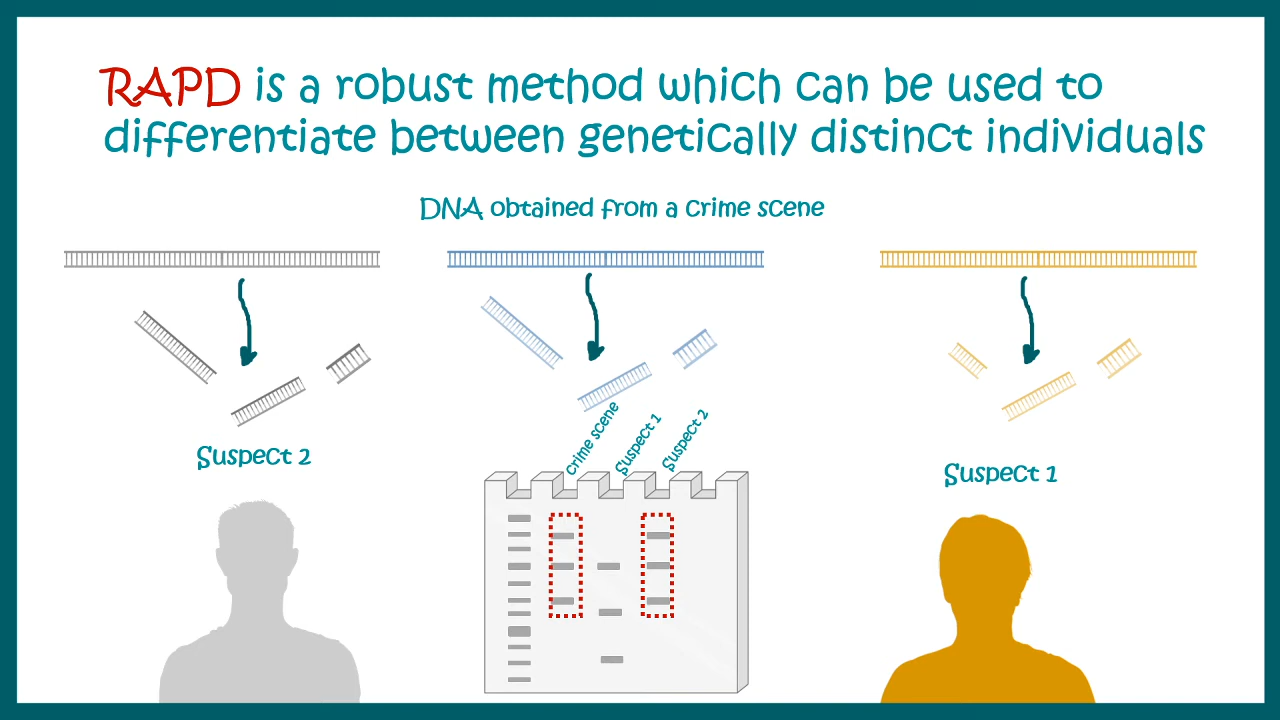 RAPD is a robust method which can be used to
differentiate between genetically distinct individuals
DNA obtained from a crime scene
Suspect 2
Crime scene
Suspect 1
Suspect 2
Suspect 1